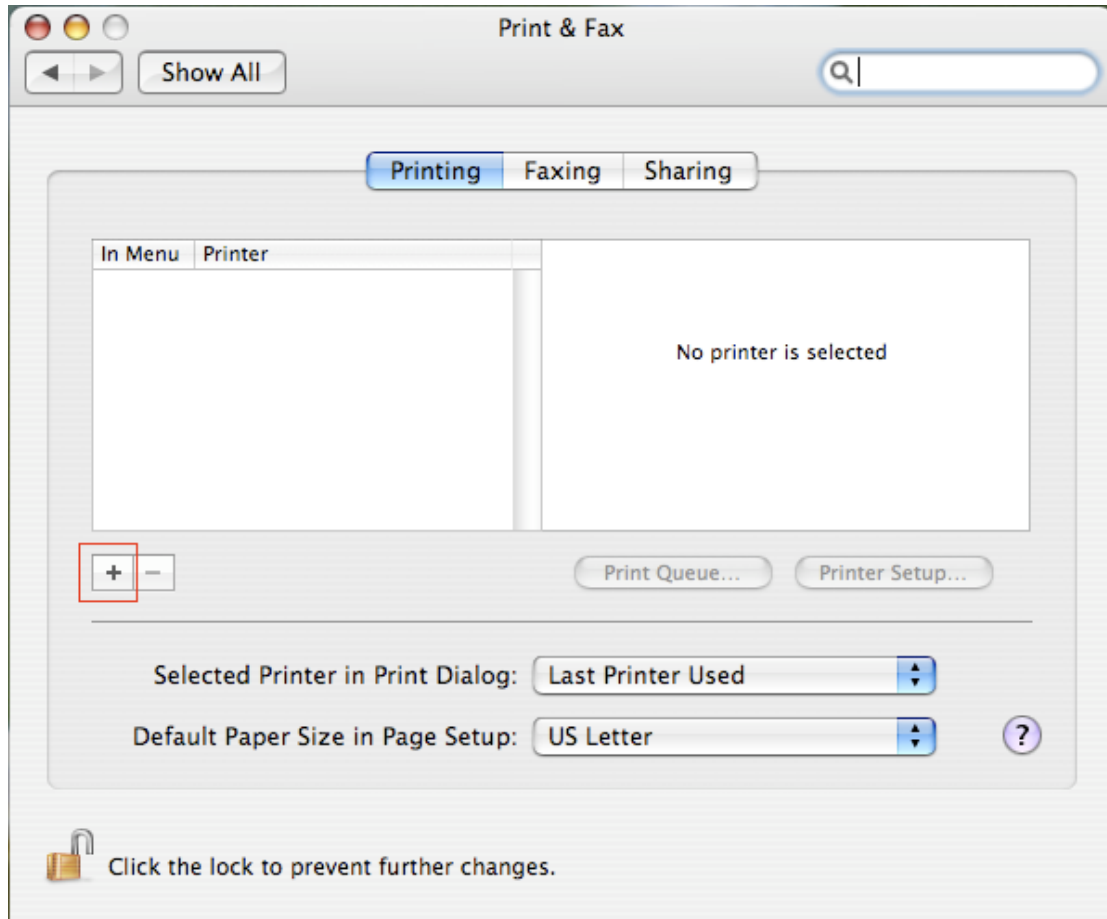 Print & Fax
Show All
Printing Faxing Sharing
In Menu Printer
No printer is selected
+ −
Print Queue... Printer Setup...
Selected Printer in Print Dialog: Last Printer Used
Default Paper Size in Page Setup: US Letter ?
Click the lock to prevent further changes.